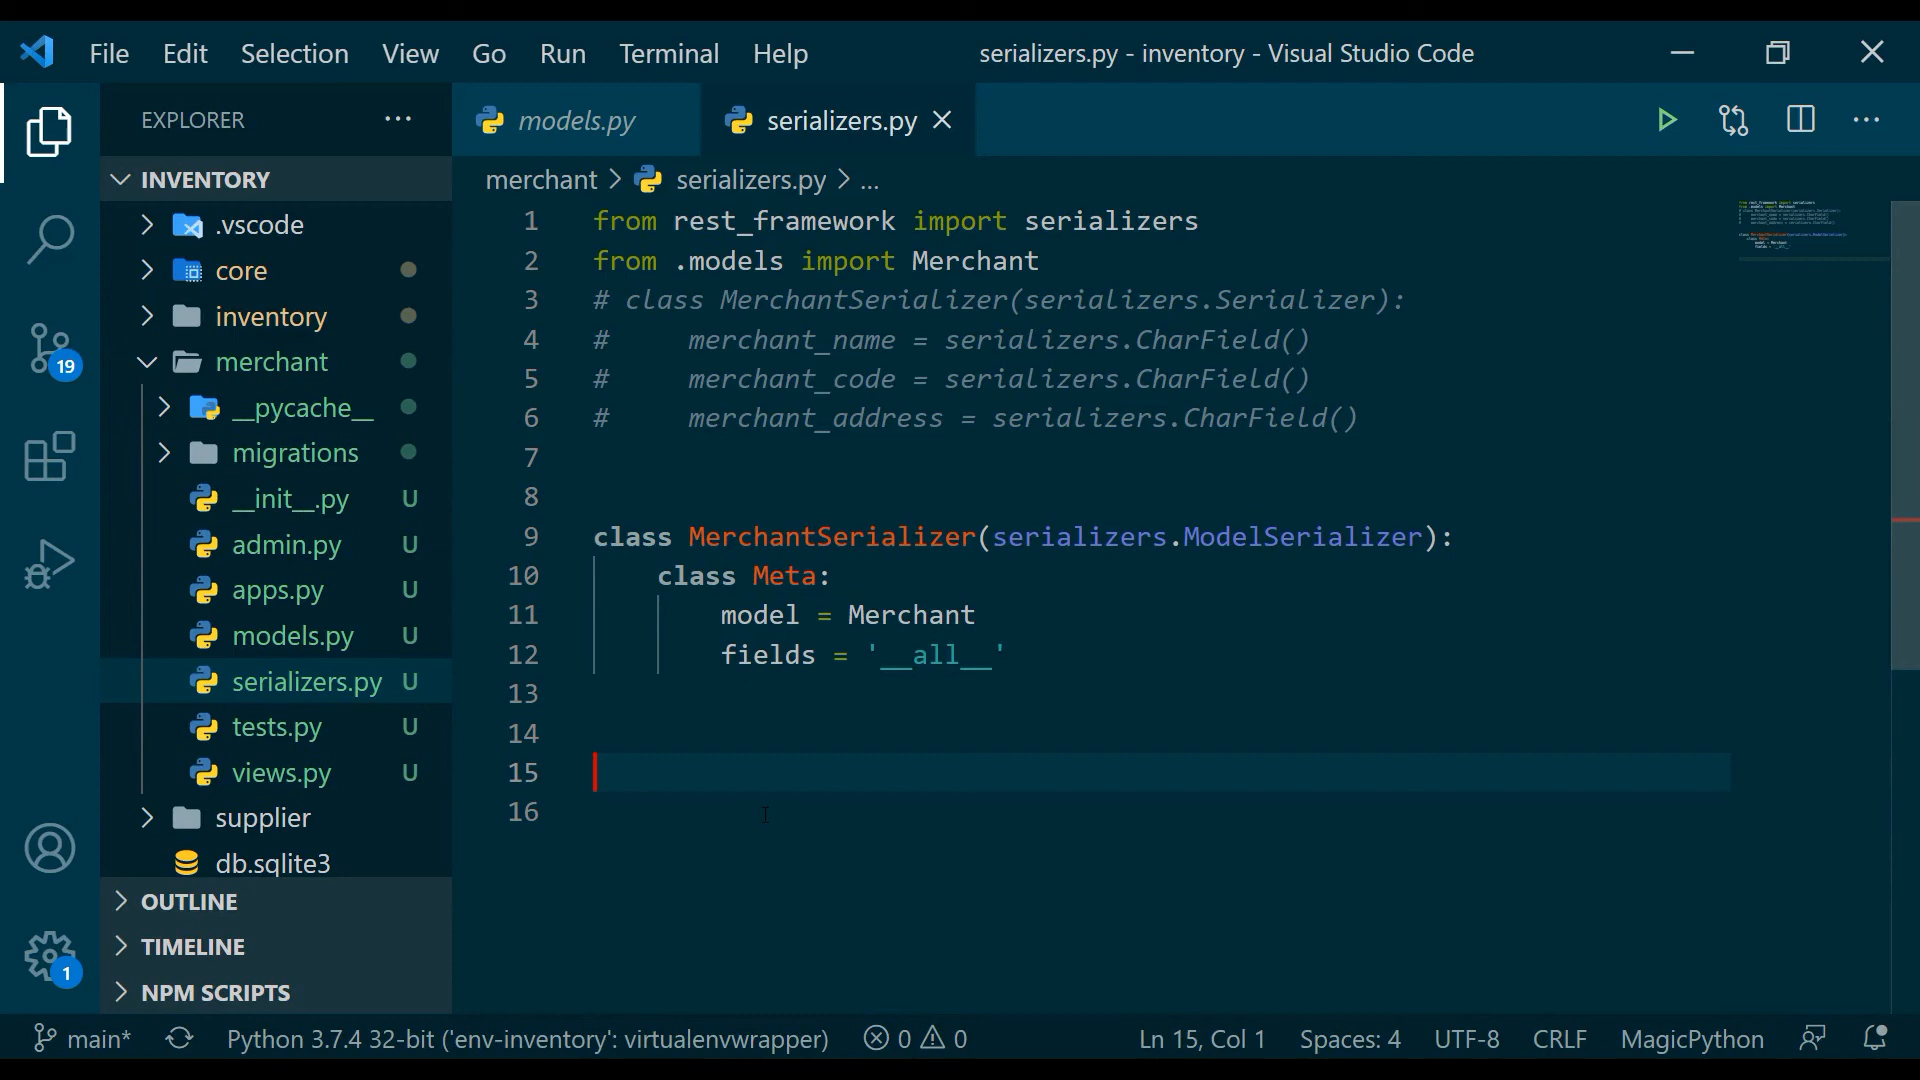 File Edit Selection View Go Run Terminal Help serializers.py - inventory - Visual Studio Code
EXPLORER
models.py
serializers.py
INVENTORY
.vscode
core
inventory
merchant
__pycache__
migrations
__init__.py U
admin.py U
apps.py U
models.py U
serializers.py U
tests.py U
views.py U
supplier
db.sqlite3
OUTLINE
TIMELINE
NPM SCRIPTS
19
1
merchant > serializers.py > ...
1 from rest_framework import serializers
2 from .models import Merchant
3 # class MerchantSerializer(serializers.Serializer):
4 #     merchant_name = serializers.CharField()
5 #     merchant_code = serializers.CharField()
6 #     merchant_address = serializers.CharField()
7
8
9 class MerchantSerializer(serializers.ModelSerializer):
10     class Meta:
11         model = Merchant
12         fields = '__all__'
13
14
15
16
main* Python 3.7.4 32-bit ('env-inventory': virtualenvwrapper) 0 0 Ln 15, Col 1 Spaces: 4 UTF-8 CRLF MagicPython